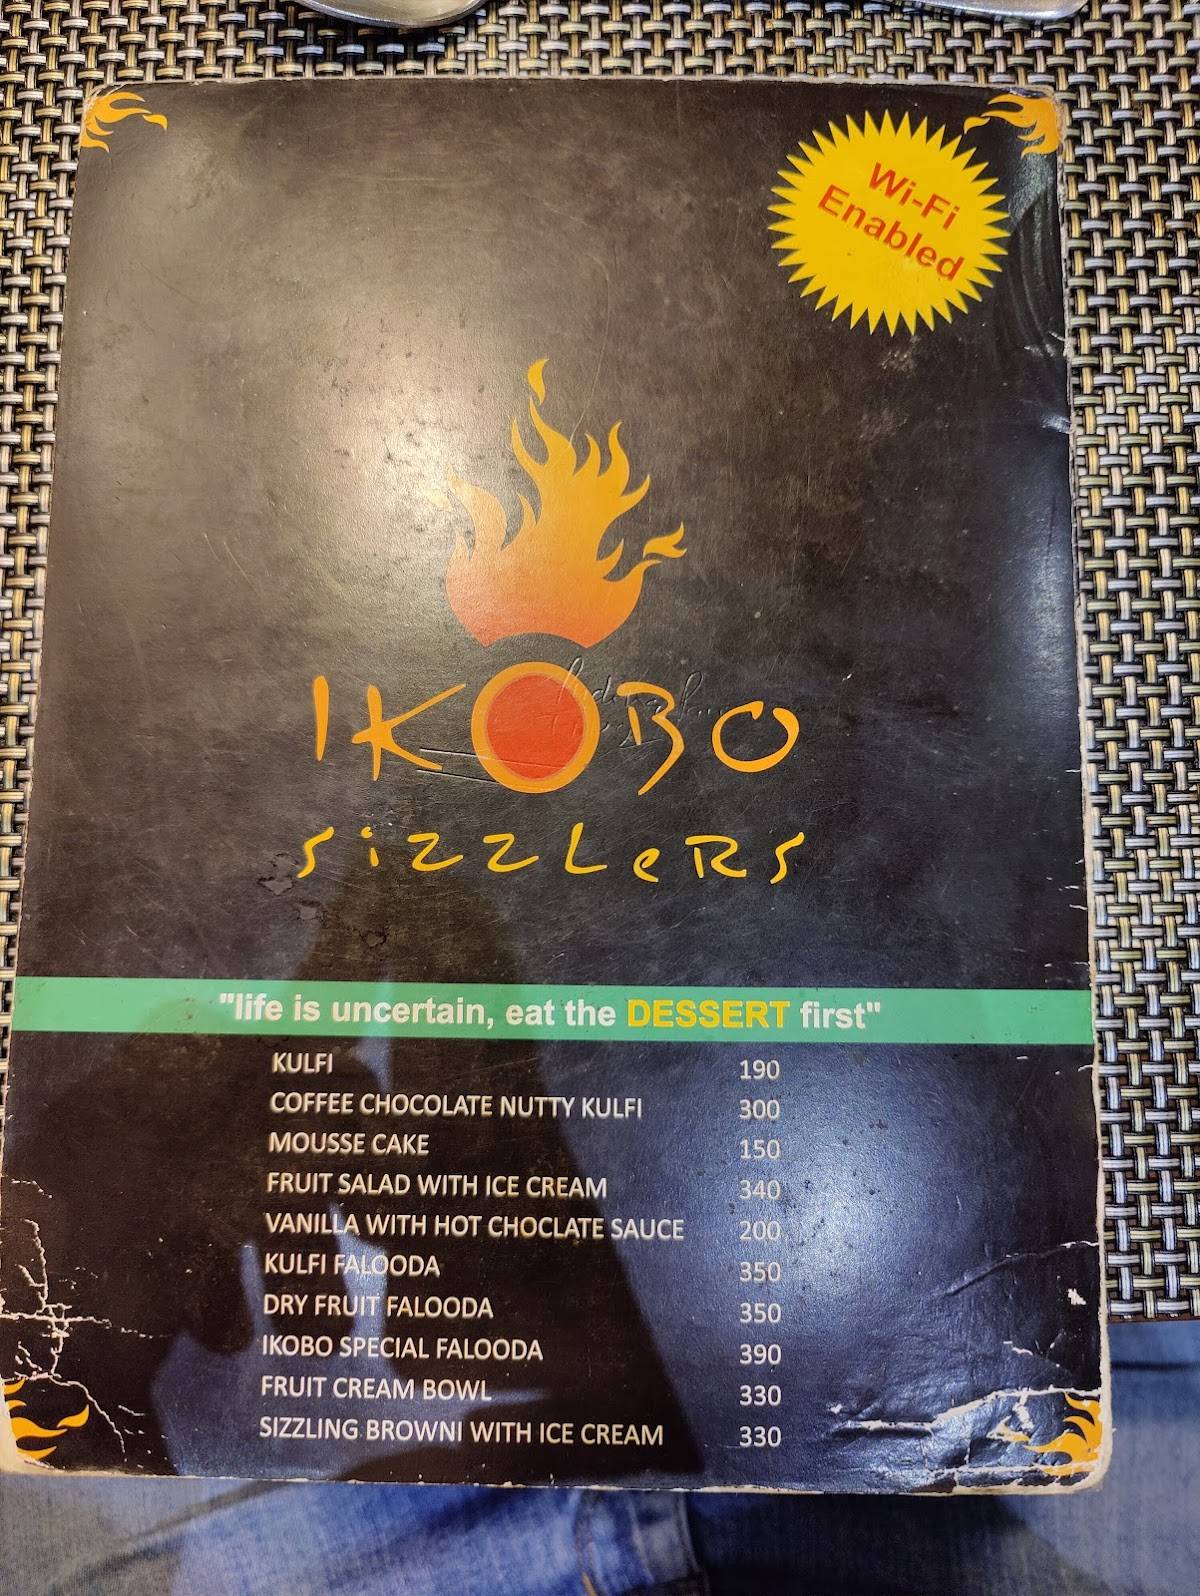 Wi-Fi
Enabled
IKOBO
sizzLeRs
"life is uncertain, eat the DESSERT first"
KULFI 190
COFFEE CHOCOLATE NUTTY KULFI 300
MOUSSE CAKE 150
FRUIT SALAD WITH ICE CREAM 340
VANILLA WITH HOT CHOCLATE SAUCE 200
KULFI FALOODA 350
DRY FRUIT FALOODA 350
IKOBO SPECIAL FALOODA 390
FRUIT CREAM BOWL 330
SIZZLING BROWNI WITH ICE CREAM 330